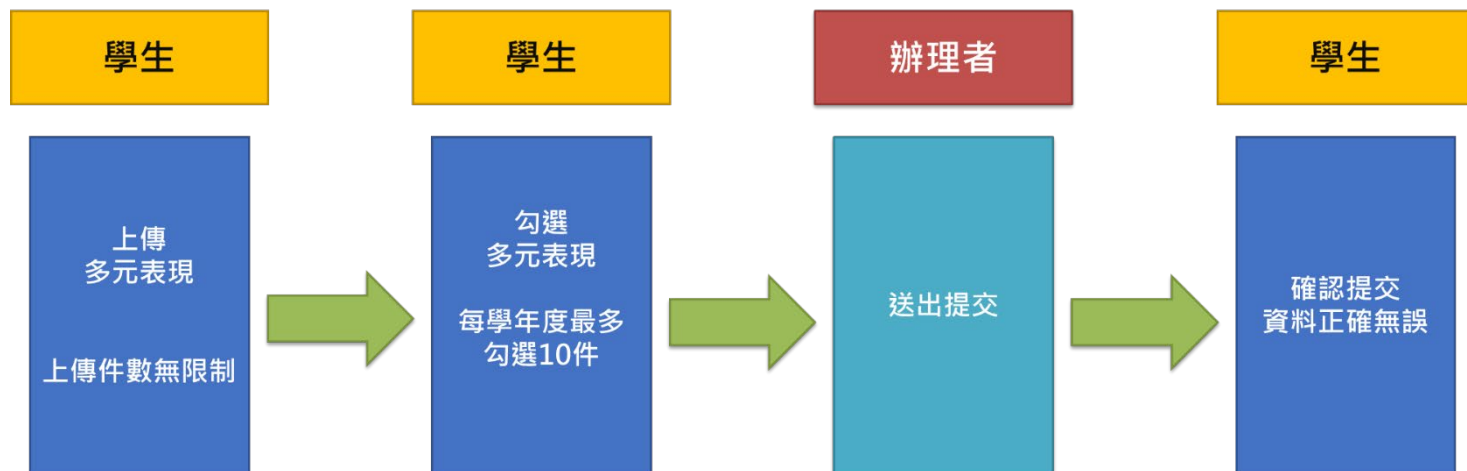 學生
學生
辦理者
學生
上傳
多元表現
上傳件數無限制
勾選
多元表現
每學年度最多
勾選10件
送出提交
確認提交
資料正確無誤